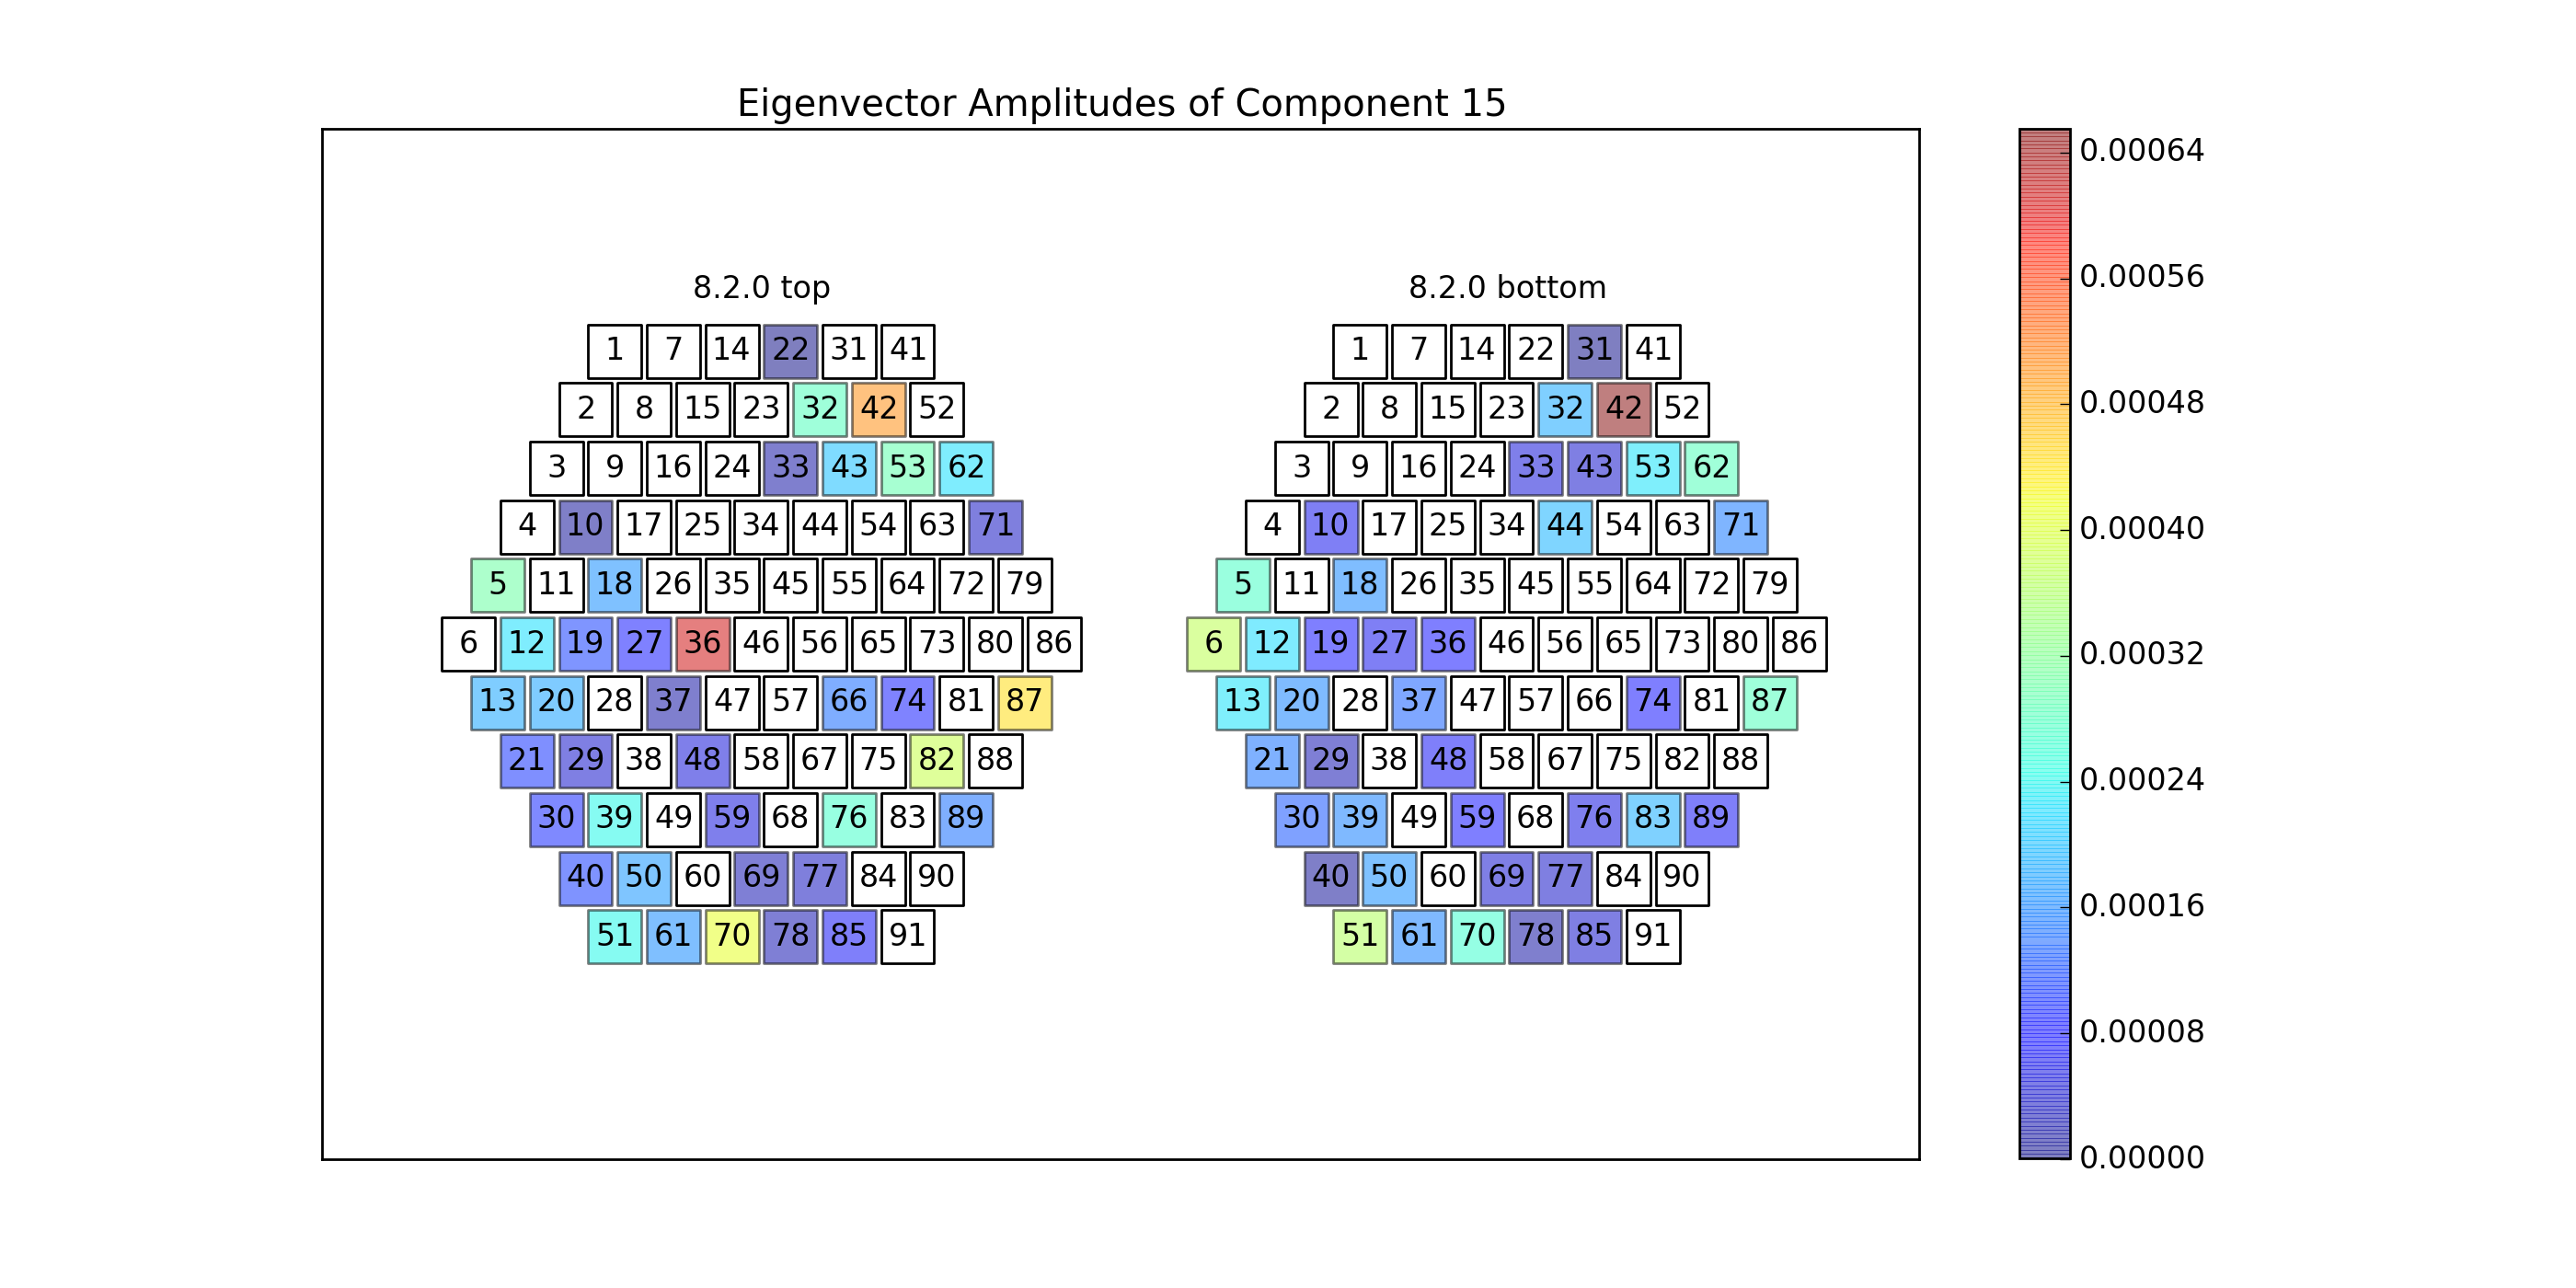 Eigenvector Amplitudes of Component 15
8.2.0 top
1 7 14 22 31 41
2 8 15 23 32 42 52
3 9 16 24 33 43 53 62
4 10 17 25 34 44 54 63 71
5 11 18 26 35 45 55 64 72 79
6 12 19 27 36 46 56 65 73 80 86
13 20 28 37 47 57 66 74 81 87
21 29 38 48 58 67 75 82 88
30 39 49 59 68 76 83 89
40 50 60 69 77 84 90
51 61 70 78 85 91
8.2.0 bottom
1 7 14 22 31 41
2 8 15 23 32 42 52
3 9 16 24 33 43 53 62
4 10 17 25 34 44 54 63 71
5 11 18 26 35 45 55 64 72 79
6 12 19 27 36 46 56 65 73 80 86
13 20 28 37 47 57 66 74 81 87
21 29 38 48 58 67 75 82 88
30 39 49 59 68 76 83 89
40 50 60 69 77 84 90
51 61 70 78 85 91
0.00064
0.00056
0.00048
0.00040
0.00032
0.00024
0.00016
0.00008
0.00000